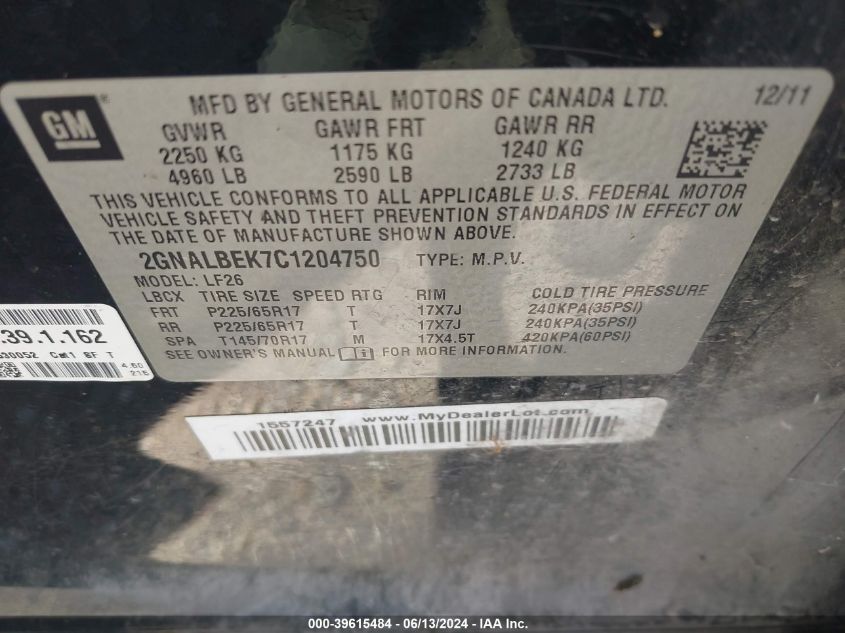 GM ®
MFD BY GENERAL MOTORS OF CANADA LTD. 12/11
GVWR GAWR FRT GAWR RR
2250 KG 1175 KG 1240 KG
4960 LB 2590 LB 2733 LB
THIS VEHICLE CONFORMS TO ALL APPLICABLE U.S. FEDERAL MOTOR
VEHICLE SAFETY AND THEFT PREVENTION STANDARDS IN EFFECT ON
THE DATE OF MANUFACTURE SHOWN ABOVE.
2GNALBEK7C1204750 TYPE: M.P.V.
MODEL: LF26
LBCX TIRE SIZE SPEED RTG RIM COLD TIRE PRESSURE
FRT P225/65R17 T 17X7J 240KPA(35PSI)
RR P225/65R17 T 17X7J 240KPA(35PSI)
SPA T145/70R17 M 17X4.5T 420KPA(60PSI)
SEE OWNER'S MANUAL FOR MORE INFORMATION
.39.1.162
30052 T
1557247 www.MyDealerLot.com
000-39615484 - 06/13/2024 - IAA Inc.